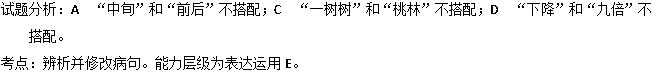 试题分析：A　“中旬”和“前后”不搭配；C　“一树树”和“桃林”不搭配；D　“下降”和“九倍”不
搭配。
考点：辨析并修改病句。能力层级为表达运用 E。